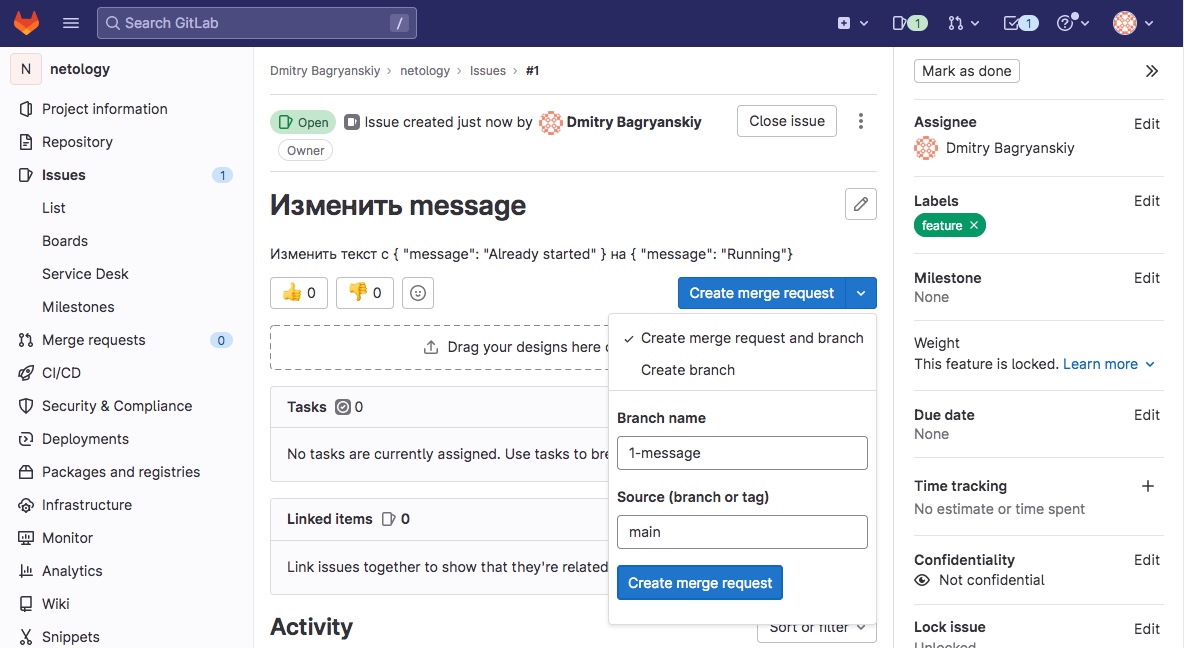 Search GitLab /
1
1
N netology
Project information
Repository
Issues 1
List
Boards
Service Desk
Milestones
Merge requests 0
CI/CD
Security & Compliance
Deployments
Packages and registries
Infrastructure
Monitor
Analytics
Wiki
Snippets
Dmitry Bagryanskiy › netology › Issues › #1
Open Issue created just now by Dmitry Bagryanskiy
Owner
Close issue
Изменить message
Изменить текст с { "message": "Already started" } на { "message": "Running"}
0 0
Create merge request
Create merge request and branch
Create branch
Branch name
1-message
Source (branch or tag)
main
Create merge request
Drag your designs here
Tasks 0
No tasks are currently assigned. Use tasks to bre
Linked items 0
Link issues together to show that they're related
Activity
Sort or filter
Mark as done
Assignee Edit
Dmitry Bagryanskiy
Labels Edit
feature
Milestone Edit
None
Weight
This feature is locked. Learn more
Due date Edit
None
Time tracking
No estimate or time spent
Confidentiality Edit
Not confidential
Lock issue Edit
Unlocked